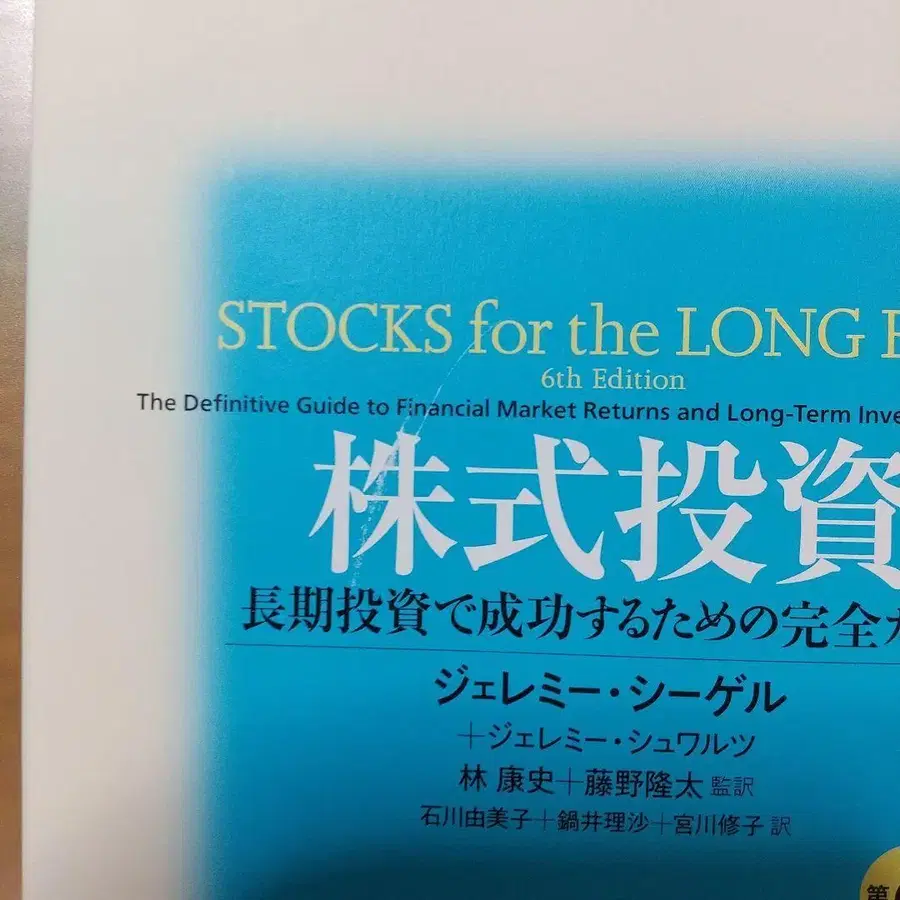 STOCKS for the LONG
6th Edition
The Definitive Guide to Financial Market Returns and Long-Term
株式投資
長期投資で成功するための完全
ジェレミー・シーゲル
+ジェレミー・シュワルツ
林 康史+藤野隆太 監訳
石川由美子+鍋井理沙+宮川修子 訳
第